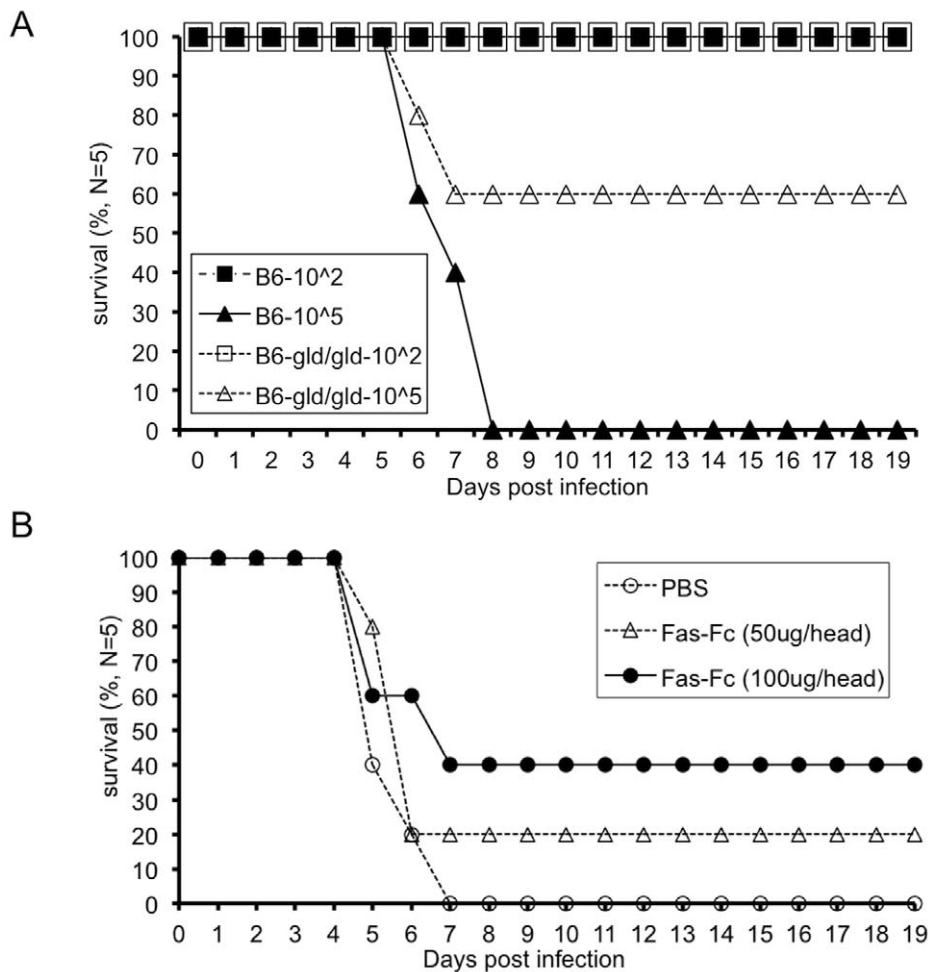 A
100
90
80
70
60
50
40
30
20
10
0
survival (%, N=5)
B6-10^2
B6-10^5
B6-gld/gld-10^2
B6-gld/gld-10^5
0 1 2 3 4 5 6 7 8 9 10 11 12 13 14 15 16 17 18 19
Days post infection
B
100
90
80
70
60
50
40
30
20
10
0
survival (%, N=5)
PBS
Fas-Fc (50ug/head)
Fas-Fc (100ug/head)
0 1 2 3 4 5 6 7 8 9 10 11 12 13 14 15 16 17 18 19
Days post infection